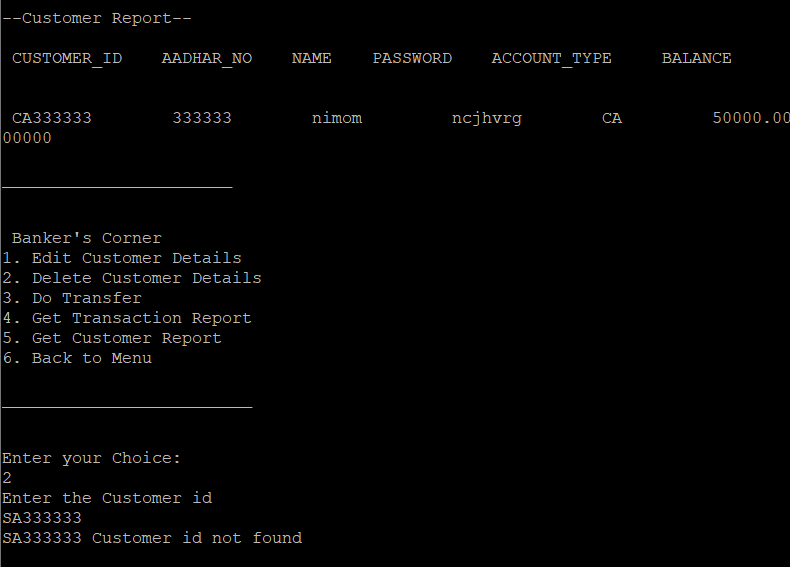 --Customer Report--
CUSTOMER_ID AADHAR_NO NAME PASSWORD ACCOUNT_TYPE BALANCE
CA333333 333333 nimom ncjhvrg CA 50000.00
00000
Banker's Corner
1. Edit Customer Details
2. Delete Customer Details
3. Do Transfer
4. Get Transaction Report
5. Get Customer Report
6. Back to Menu
Enter your Choice:
2
Enter the Customer id
SA333333
SA333333 Customer id not found